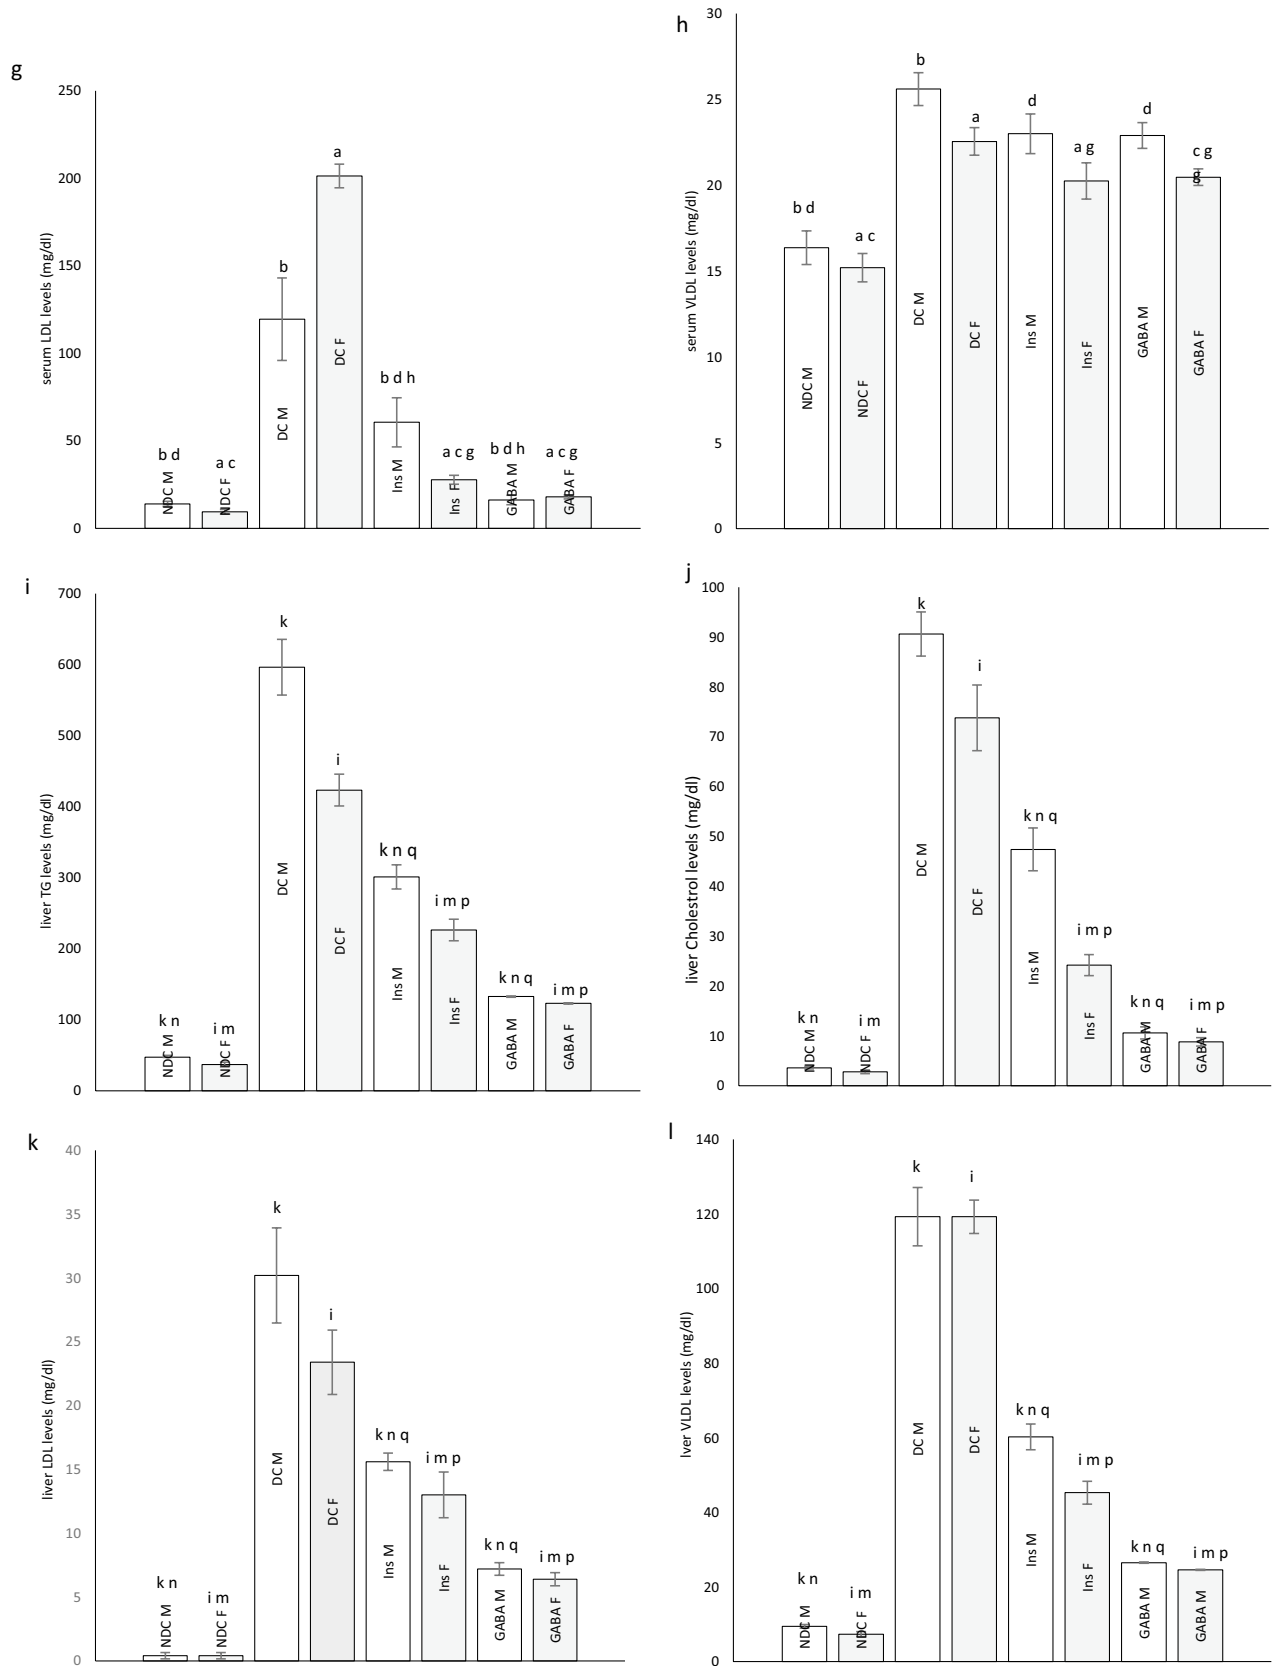 g
serum LDL levels (mg/dl)
250
200
150
100
50
0
b d
a c
b
a
b d h
a c g
b d h
a c g
NDC M
NDC F
DC M
DC F
Ins M
Ins F
GABA M
GABA F
h
serum VLDL levels (mg/dl)
30
25
20
15
10
5
0
b d
a c
b
a
d
a g
d
c g
g
NDC M
NDC F
DC M
DC F
Ins M
Ins F
GABA M
GABA F
i
liver TG levels (mg/dl)
700
600
500
400
300
200
100
0
k n
i m
k
i
k n q
i m p
k n q
i m p
NDC M
NDC F
DC M
DC F
Ins M
Ins F
GABA M
GABA F
j
liver Cholestrol levels (mg/dl)
100
90
80
70
60
50
40
30
20
10
0
k n
i m
k
i
k n q
i m p
k n q
i m p
NDC M
NDC F
DC M
DC F
Ins M
Ins F
GABA M
GABA F
k
liver LDL levels (mg/dl)
40
35
30
25
20
15
10
5
0
k n
i m
k
i
k n q
i m p
k n q
i m p
NDC M
NDC F
DC M
DC F
Ins M
Ins F
GABA M
GABA F
l
lver VLDL levels (mg/dl)
140
120
100
80
60
40
20
0
k n
i m
k
i
k n q
i m p
k n q
i m p
NDC M
NDC F
DC M
DC F
Ins M
Ins F
GABA M
GABA M